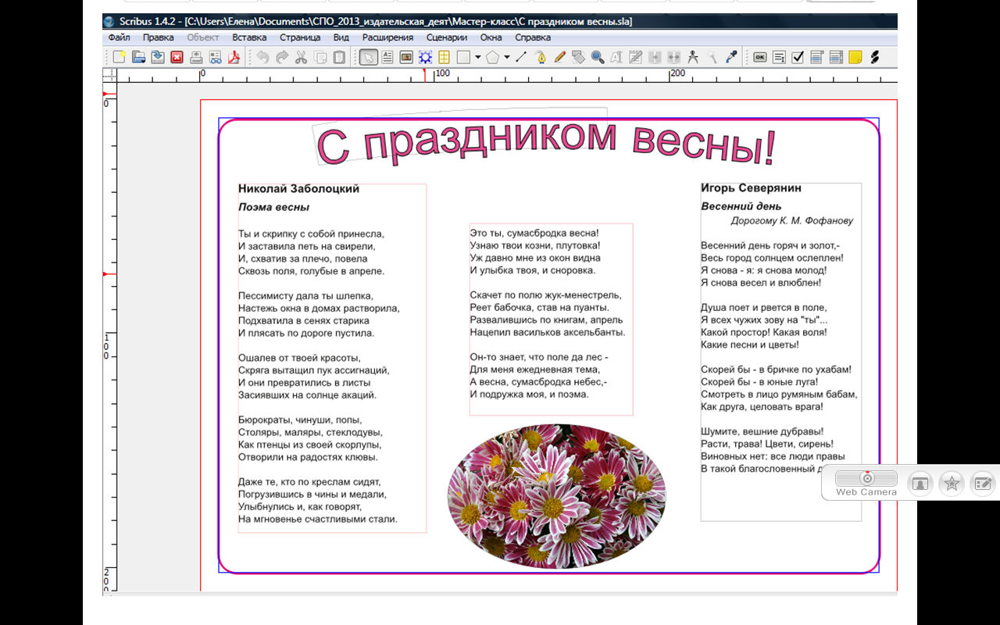 Scribus 1.4.2 - [C:\Users\Елена\Documents\СПО_2013_издательская_деят\Мастер-класс\С праздником весны.sla]
Файл Правка Объект Вставка Страница Вид Расширения Сценарии Окна Справка
OK
0 100 200
0
100
200
С праздником весны!
Николай Заболоцкий
Поэма весны
Ты и скрипку с собой принесла,
И заставила петь на свирели,
И, схватив за плечо, повела
Сквозь поля, голубые в апреле.
Пессимисту дала ты шлепка,
Настежь окна в домах растворила,
Подхватила в сенях старика
И плясать по дороге пустила.
Ошалев от твоей красоты,
Скряга вытащил пук ассигнаций,
И они превратились в листы
Засиявших на солнце акаций.
Бюрократы, чинуши, попы,
Столяры, маляры, стеклодувы,
Как птенцы из своей скорлупы,
Отворили на радостях клювы.
Даже те, кто по креслам сидят,
Погрузившись в чины и медали,
Улыбнулись и, как говорят,
На мгновенье счастливыми стали.
Это ты, сумасбродка весна!
Узнаю твои козни, плутовка!
Уж давно мне из окон видна
И улыбка твоя, и сноровка.
Скачет по полю жук-менестрель,
Реет бабочка, став на пуанты.
Развалившись по книгам, апрель
Нацепил васильков аксельбанты.
Он-то знает, что поле да лес -
Для меня ежедневная тема,
А весна, сумасбродка небес,-
И подружка моя, и поэма.
Игорь Северянин
Весенний день
Дорогому К. М. Фофанову
Весенний день горяч и золот,-
Весь город солнцем ослеплен!
Я снова - я: я снова молод!
Я снова весел и влюблен!
Душа поет и рвется в поле,
Я всех чужих зову на "ты"...
Какой простор! Какая воля!
Какие песни и цветы!
Скорей бы - в бричке по ухабам!
Скорей бы - в юные луга!
Смотреть в лицо румяным бабам,
Как друга, целовать врага!
Шумите, вешние дубравы!
Расти, трава! Цвети, сирень!
Виновных нет: все люди правы
В такой благословенный
Web Camera